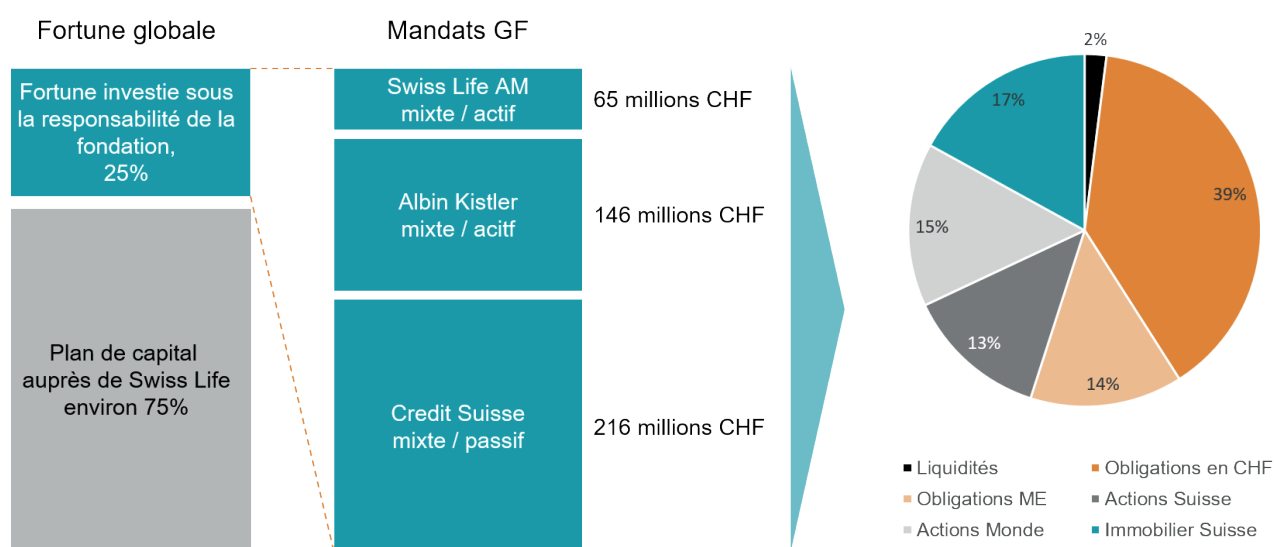 Fortune globale
Fortune investie sous
la responsabilité de la
fondation,
25%
Plan de capital
auprès de Swiss Life
environ 75%
Mandats GF
Swiss Life AM
mixte / actif
65 millions CHF
Albin Kistler
mixte / acitf
146 millions CHF
Credit Suisse
mixte / passif
216 millions CHF
2%
39%
14%
13%
15%
17%
Liquidités
Obligations en CHF
Obligations ME
Actions Suisse
Actions Monde
Immobilier Suisse